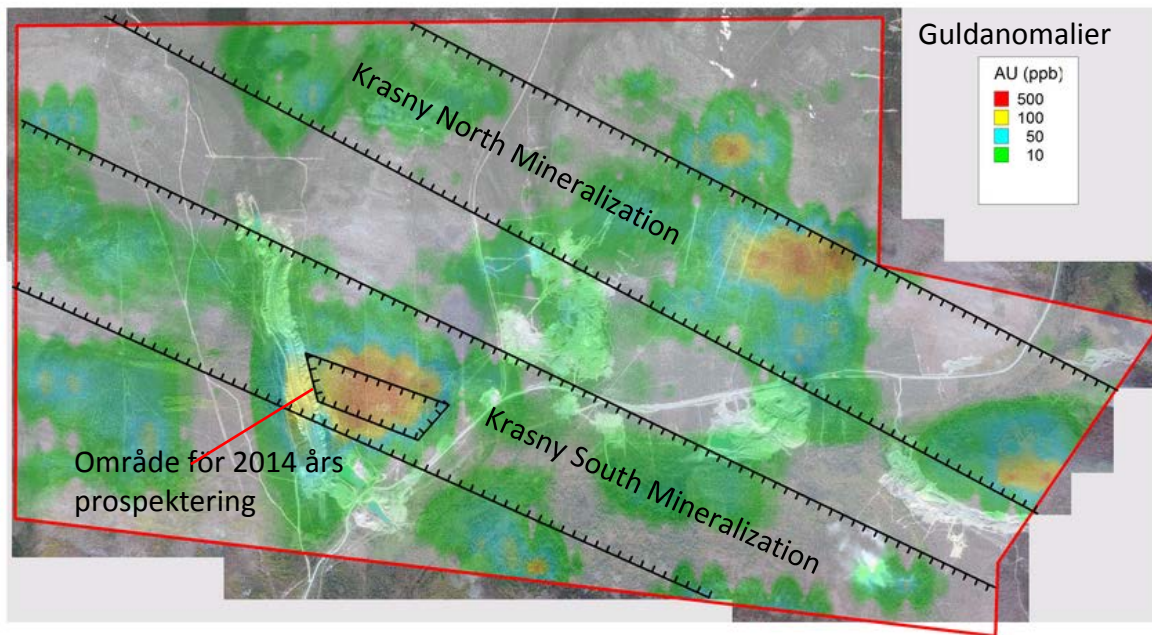 Guldanomalier
AU (ppb)
500
100
50
10
Krasny North Mineralization
Krasny South Mineralization
Område för 2014 års
prospektering